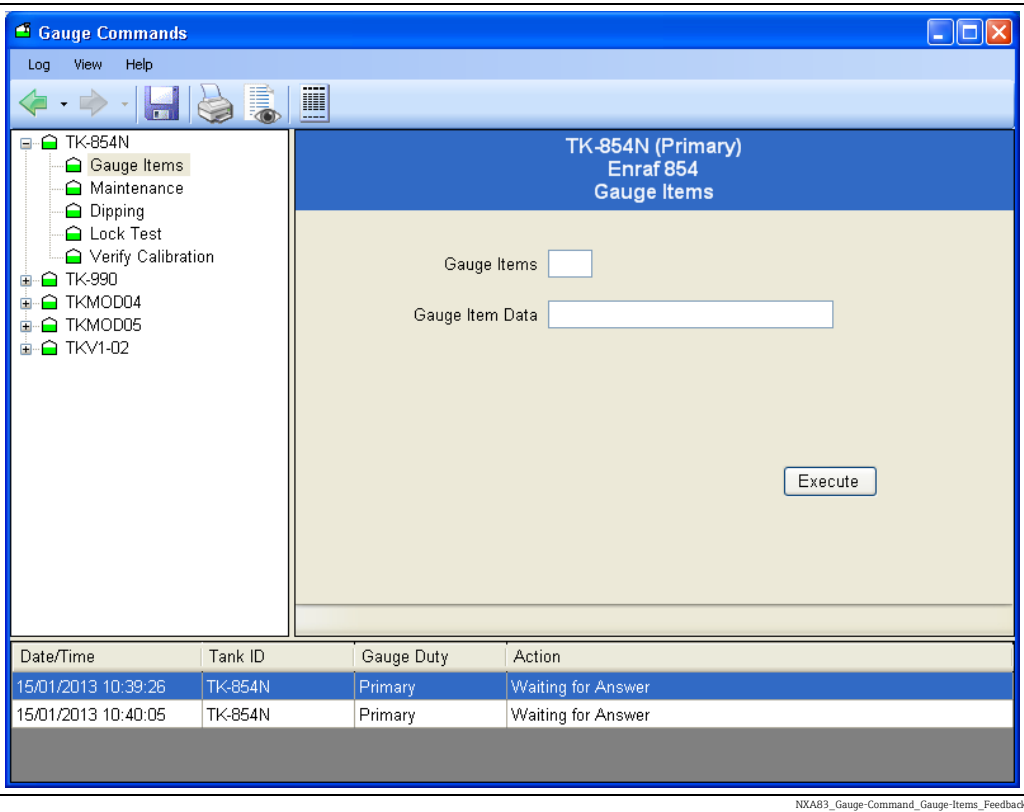 Gauge Commands
Log View Help
TK-854N
Gauge Items
Maintenance
Dipping
Lock Test
Verify Calibration
TK-990
TKMOD04
TKMOD05
TKV1-02
TK-854N (Primary)
Enraf 854
Gauge Items
Gauge Items
Gauge Item Data
Execute
Date/Time Tank ID Gauge Duty Action
15/01/2013 10:39:26 TK-854N Primary Waiting for Answer
15/01/2013 10:40:05 TK-854N Primary Waiting for Answer
NXA83_Gauge-Command_Gauge-Items_Feedback